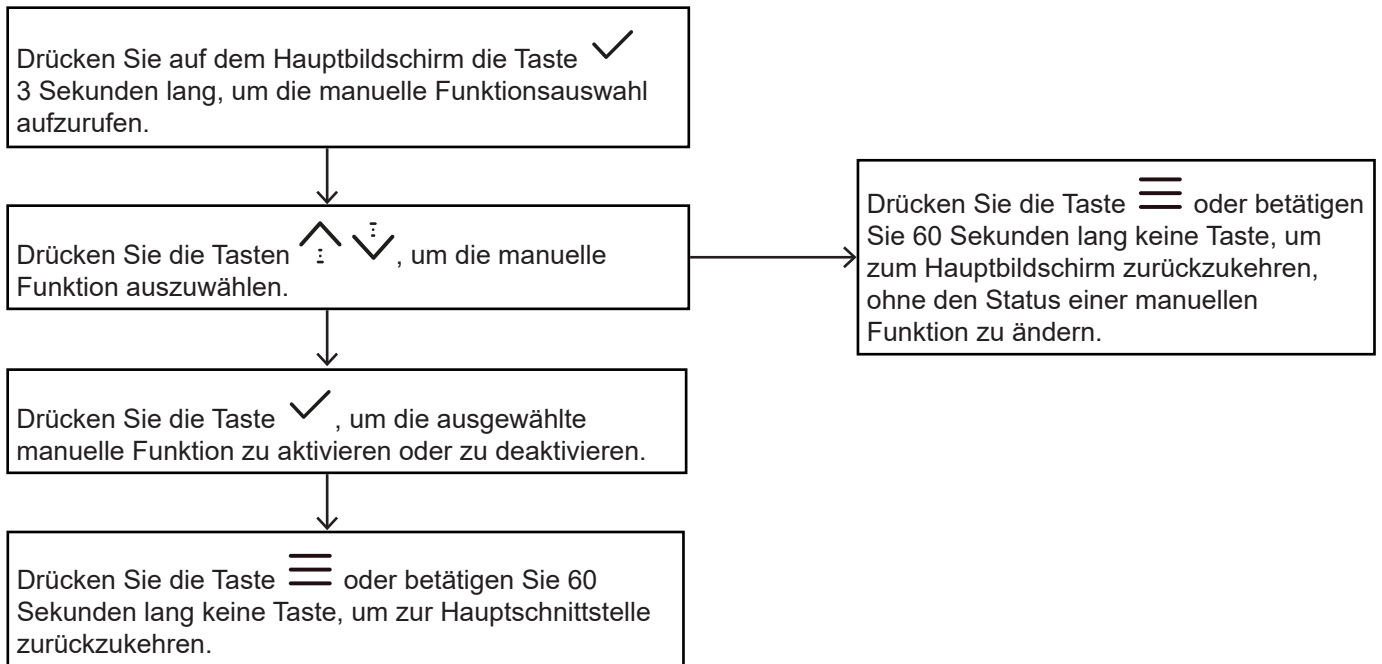 Drücken Sie auf dem Hauptbildschirm die Taste
3 Sekunden lang, um die manuelle Funktionsauswahl
aufzurufen.
Drücken Sie die Tasten , um die manuelle
Funktion auszuwählen.
Drücken Sie die Taste oder betätigen
Sie 60 Sekunden lang keine Taste, um
zum Hauptbildschirm zurückzukehren,
ohne den Status einer manuellen
Funktion zu ändern.
Drücken Sie die Taste , um die ausgewählte
manuelle Funktion zu aktivieren oder zu deaktivieren.
Drücken Sie die Taste oder betätigen Sie 60
Sekunden lang keine Taste, um zur Hauptschnittstelle
zurückzukehren.